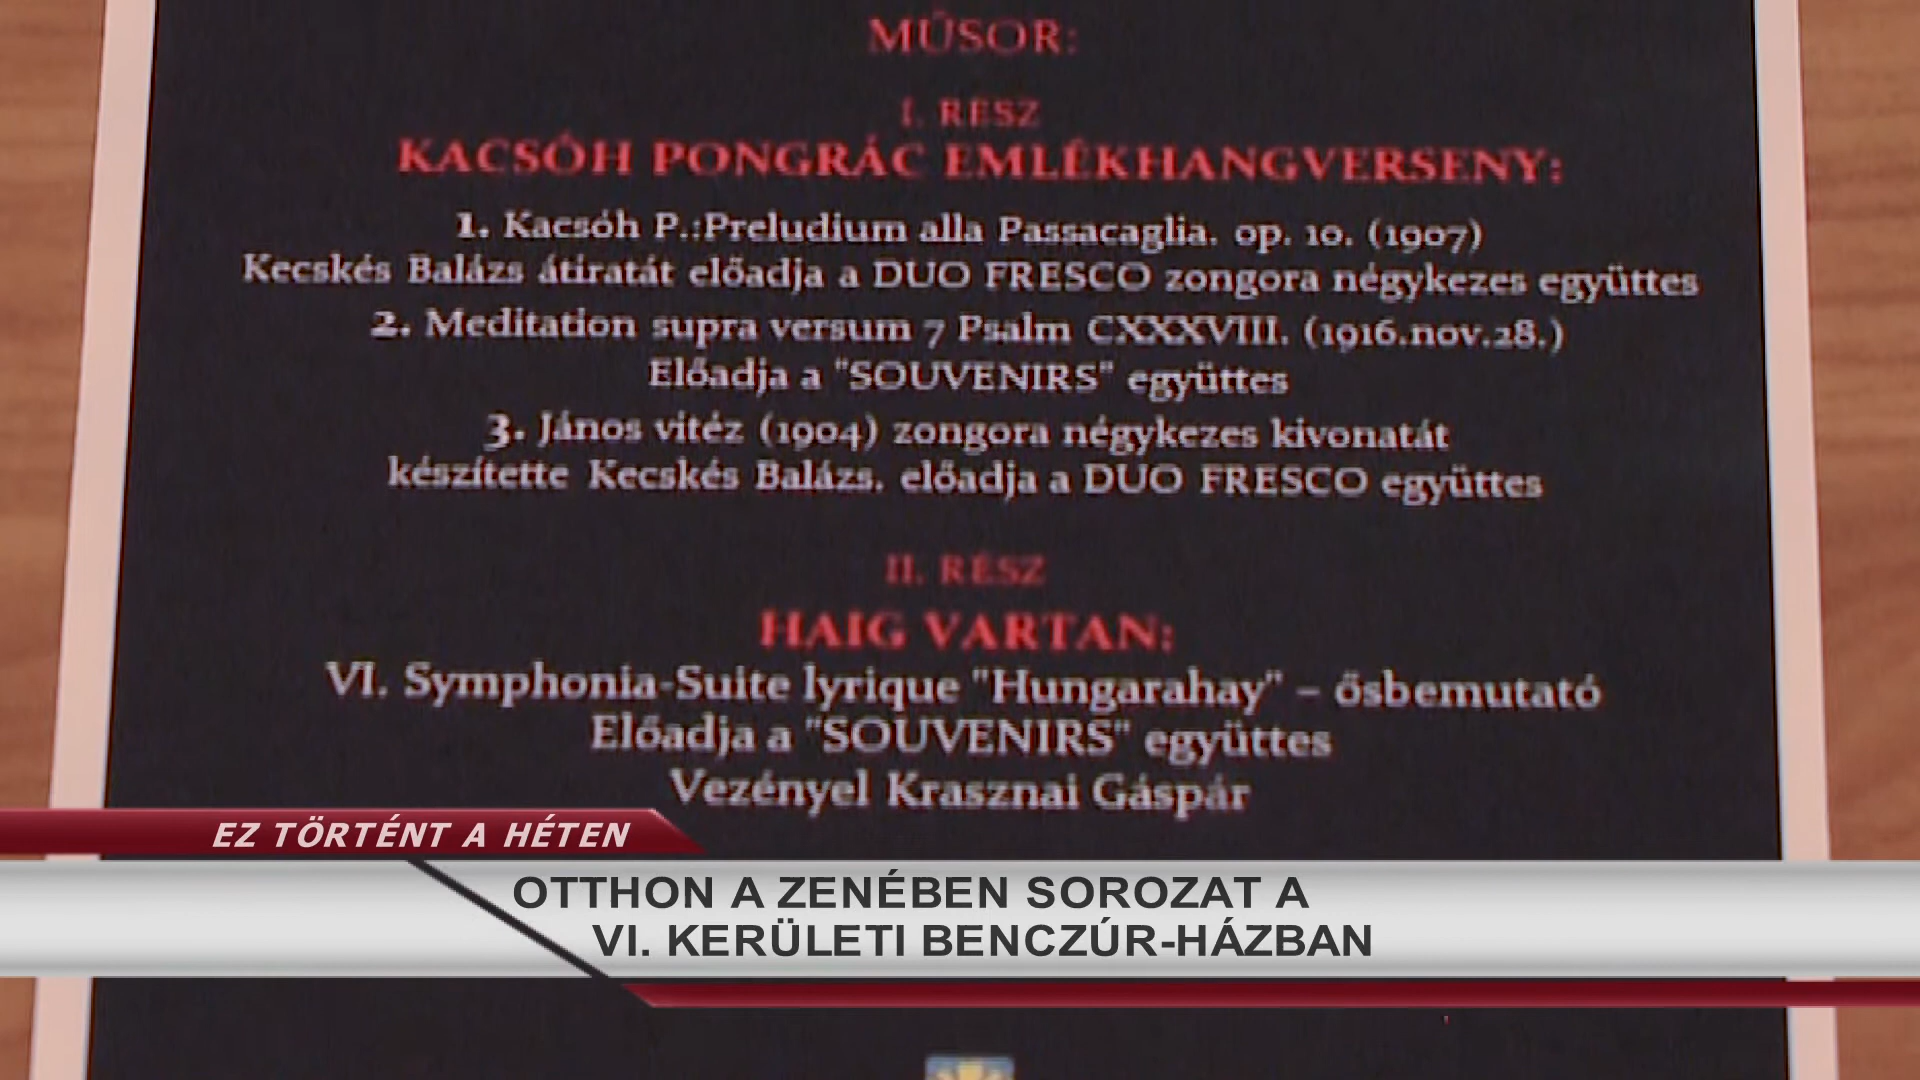 MŰSOR:
I. RÉSZ
KACSÓH PONGRÁC EMLÉKHANGVERSENY:
1. Kacsóh P.:Preludium alla Passacaglia. op. 10. (1907)
Kecskés Balázs átiratát előadja a DUO FRESCO zongora négykezes együttes
2. Meditation supra versum 7 Psalm CXXXVIII. (1916.nov.28.)
Előadja a "SOUVENIRS" együttes
3. János vitéz (1904) zongora négykezes kivonatát
készítette Kecskés Balázs. előadja a DUO FRESCO együttes
II. RÉSZ
HAIG VARTAN:
VI. Symphonia-Suite lyrique "Hungarahay" – ősbemutató
Előadja a "SOUVENIRS" együttes
Vezényel Krasznai Gáspár
EZ TÖRTÉNT A HÉTEN
OTTHON A ZENÉBEN SOROZAT A
VI. KERÜLETI BENCZÚR-HÁZBAN